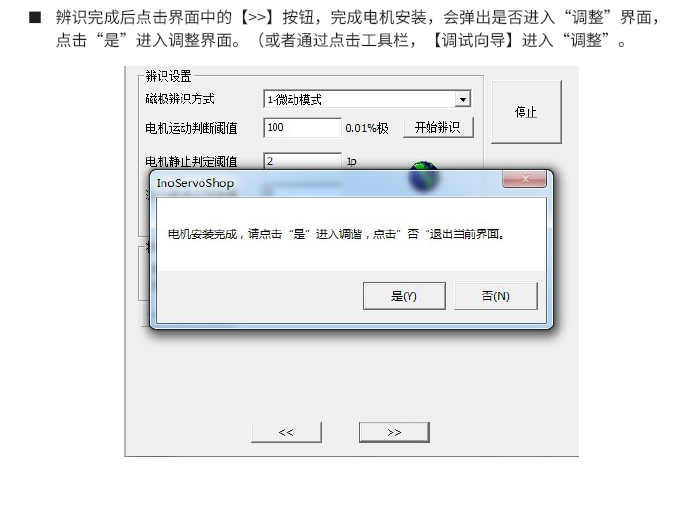 ■ 辨识完成后点击界面中的【>>】按钮，完成电机安装，会弹出是否进入“调整”界面，
点击“是”进入调整界面。（或者通过点击工具栏，【调试向导】进入“调整”。
辨识设置
磁极辨识方式 1-微动模式
停止
电机运动判断阈值 100 0.01%极 开始辨识
电机静止判定阈值 2 1p
InoServoShop
电机安装完成，请点击“是”进入调谐，点击”否“退出当前界面。
是(Y) 否(N)
<< >>